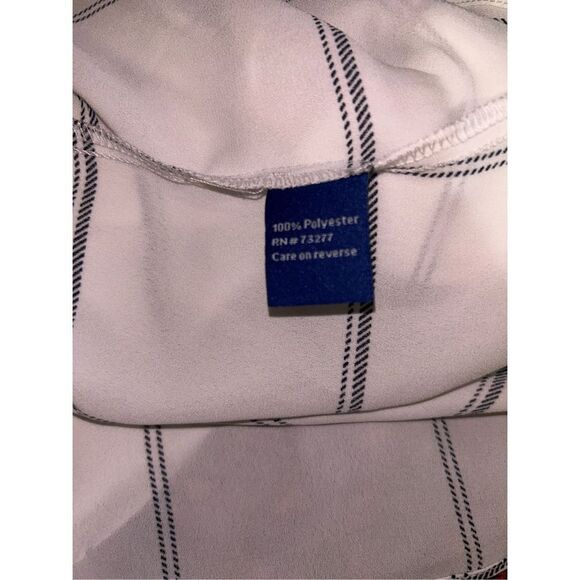 100% Polyester
RN# 73277
Care on reverse